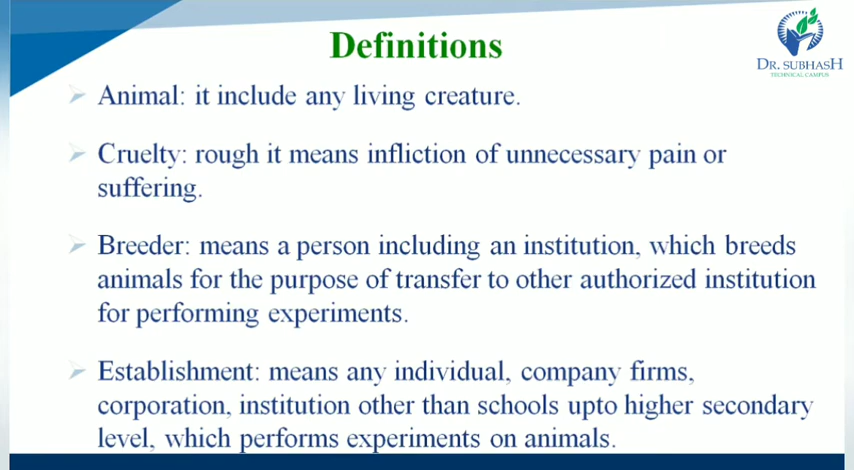 Definitions
DR. SUBHASH
TECHNICAL CAMPUS
Animal: it include any living creature.
Cruelty: rough it means infliction of unnecessary pain or
suffering.
Breeder: means a person including an institution, which breeds
animals for the purpose of transfer to other authorized institution
for performing experiments.
Establishment: means any individual, company firms,
corporation, institution other than schools upto higher secondary
level, which performs experiments on animals.